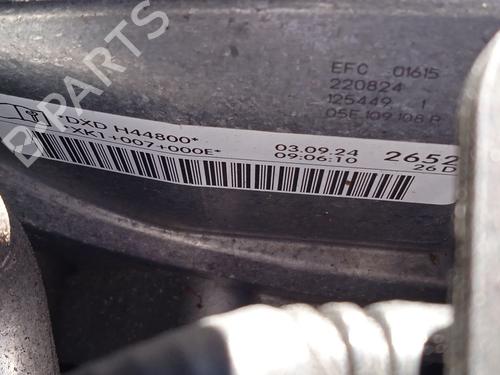 EFC 01615
220824
125449 1
05E 109 108 R
DXD H44800*
XK1+007+000E*
03.09.24
09:06:10
2652
26 D
B-PARTS